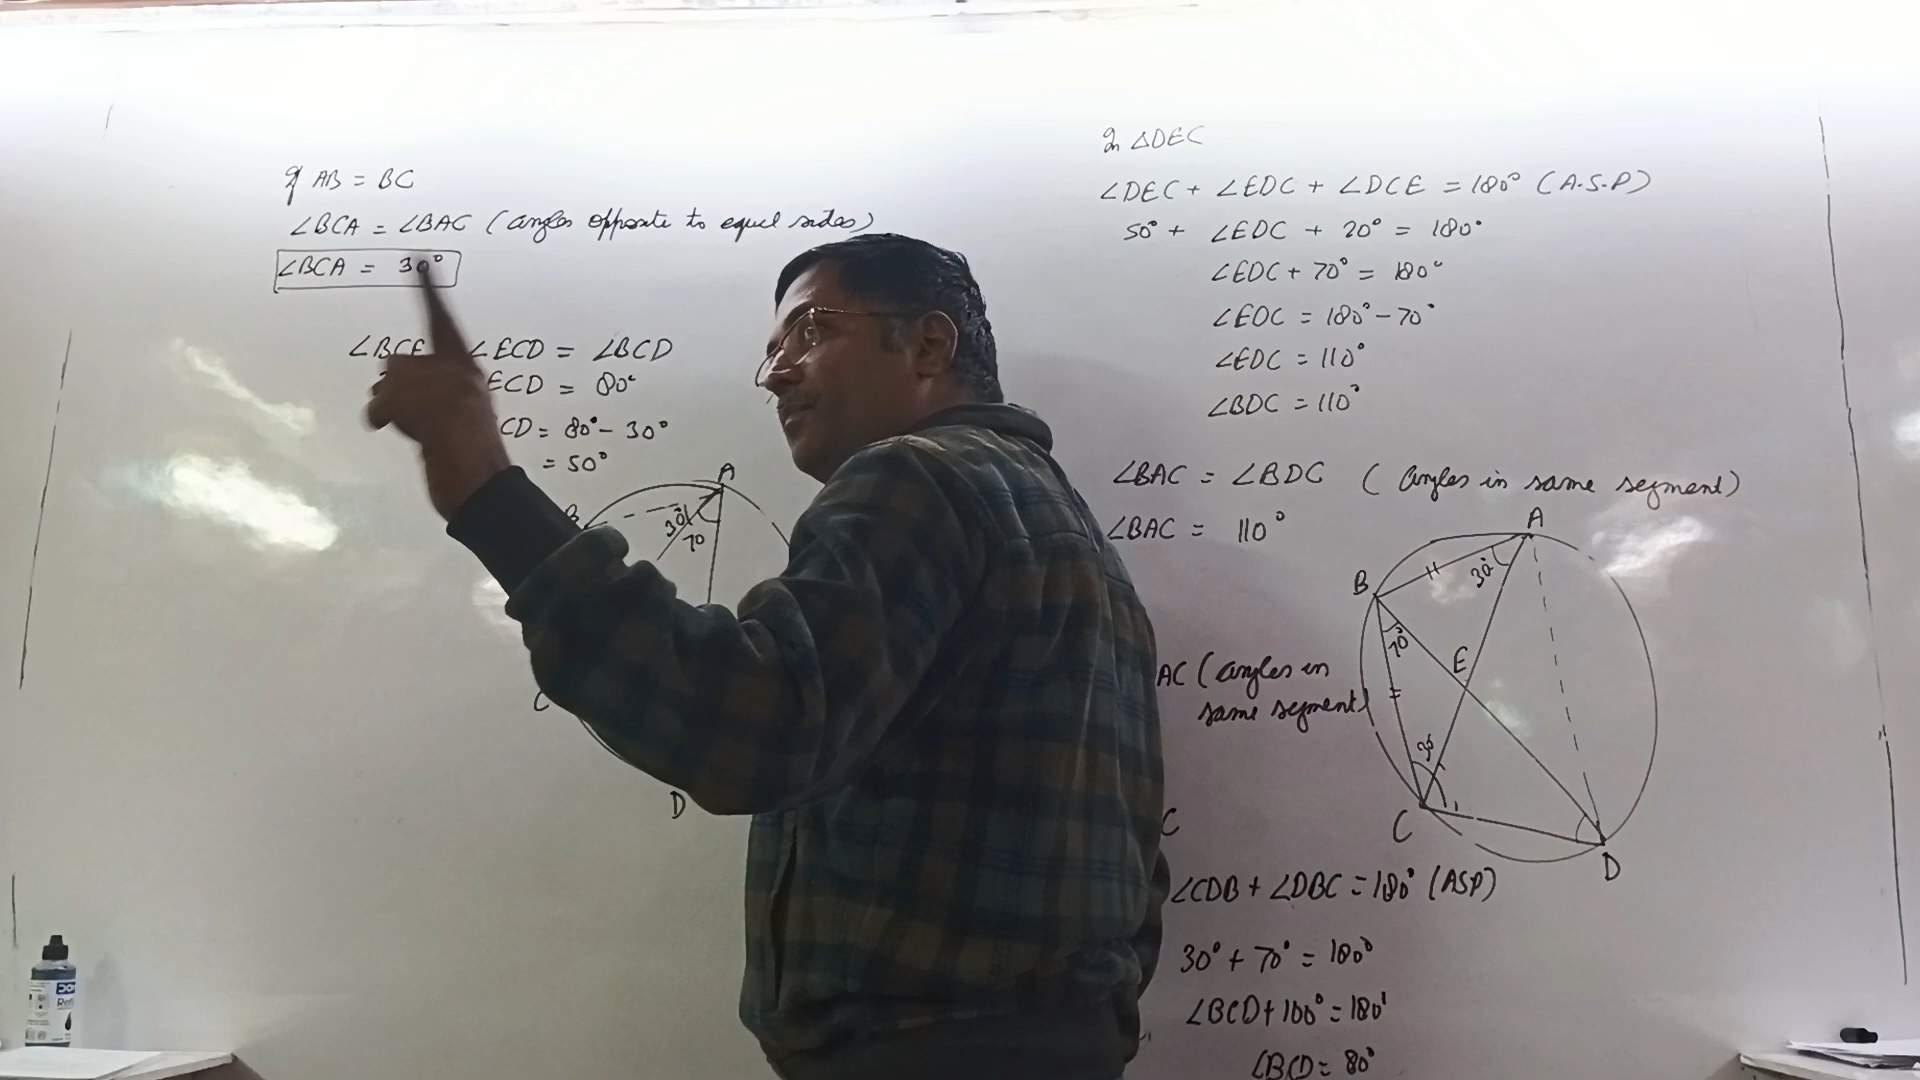 If AB = BC
∠BCA = ∠BAC (angles opposite to equal sides)
∠BCA = 30°
∠BCE ∠ECD = ∠BCD
ECD = 80°
CD = 80° - 30°
= 50°
A
B
30°
70
C
D
In △DEC
∠DEC + ∠EDC + ∠DCE = 180° (A.S.P)
50° + ∠EDC + 20° = 180°
∠EDC + 70° = 180°
∠EDC = 180° - 70°
∠EDC = 110°
∠BDC = 110°
∠BAC = ∠BDC (angles in same segment)
∠BAC = 110°
A
B
30°
70°
E
AC (angles in
same segment)
30
C
D
C
∠CDB + ∠DBC = 180° (ASP)
30° + 70° = 180°
∠BCD + 100° = 180°
∠BCD = 80°